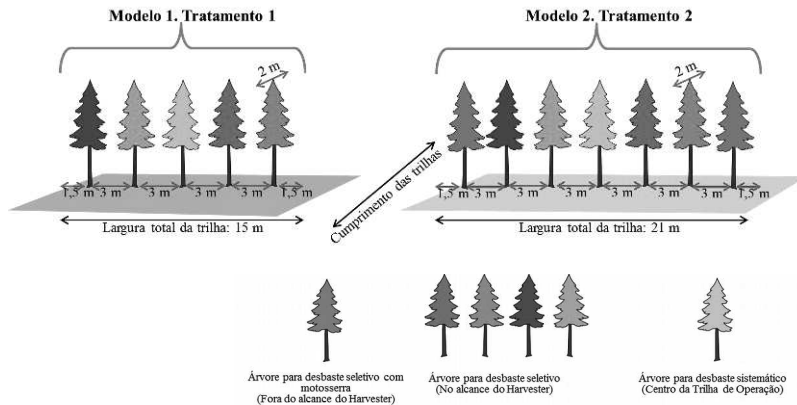 Modelo 1. Tratamento 1
Modelo 2. Tratamento 2
2 m
2 m
1,5 m 3 m 3 m 3 m 3 m 1,5 m
Largura total da trilha: 15 m
Cumprimento das trilhas
1,5 m 3 m 3 m 3 m 3 m 3 m 3 m 1,5 m
Largura total da trilha: 21 m
Árvore para desbaste seletivo com
motosserra
(Fora do alcance do Harvester)
Árvore para desbaste seletivo
(No alcance do Harvester)
Árvore para desbaste sistemático
(Centro da Trilha de Operação)